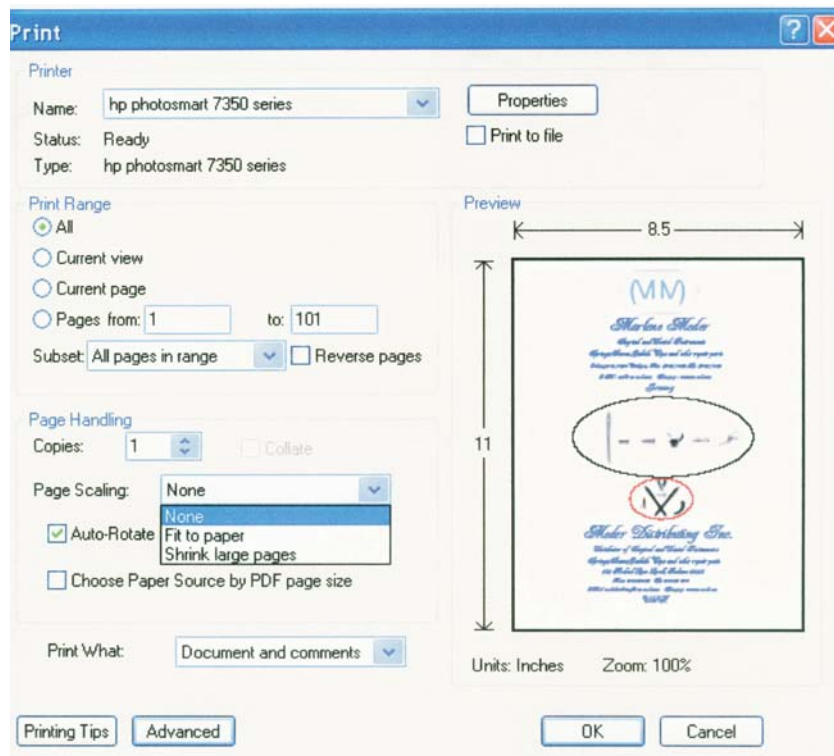 Print
Printer
Name: hp photosmart 7350 series
Properties
Status: Ready
Print to file
Type: hp photosmart 7350 series
Print Range
All
Current view
Current page
Pages from: 1 to: 101
Subset: All pages in range
Reverse pages
Page Handling
Copies: 1
Collate
Page Scaling: None
None
Fit to paper
Shrink large pages
Auto-Rotate
Choose Paper Source by PDF page size
Print What: Document and comments
Printing Tips
Advanced
Preview
8.5
11
(MM)
Meder Distributing Inc.
Units: Inches Zoom: 100%
OK
Cancel